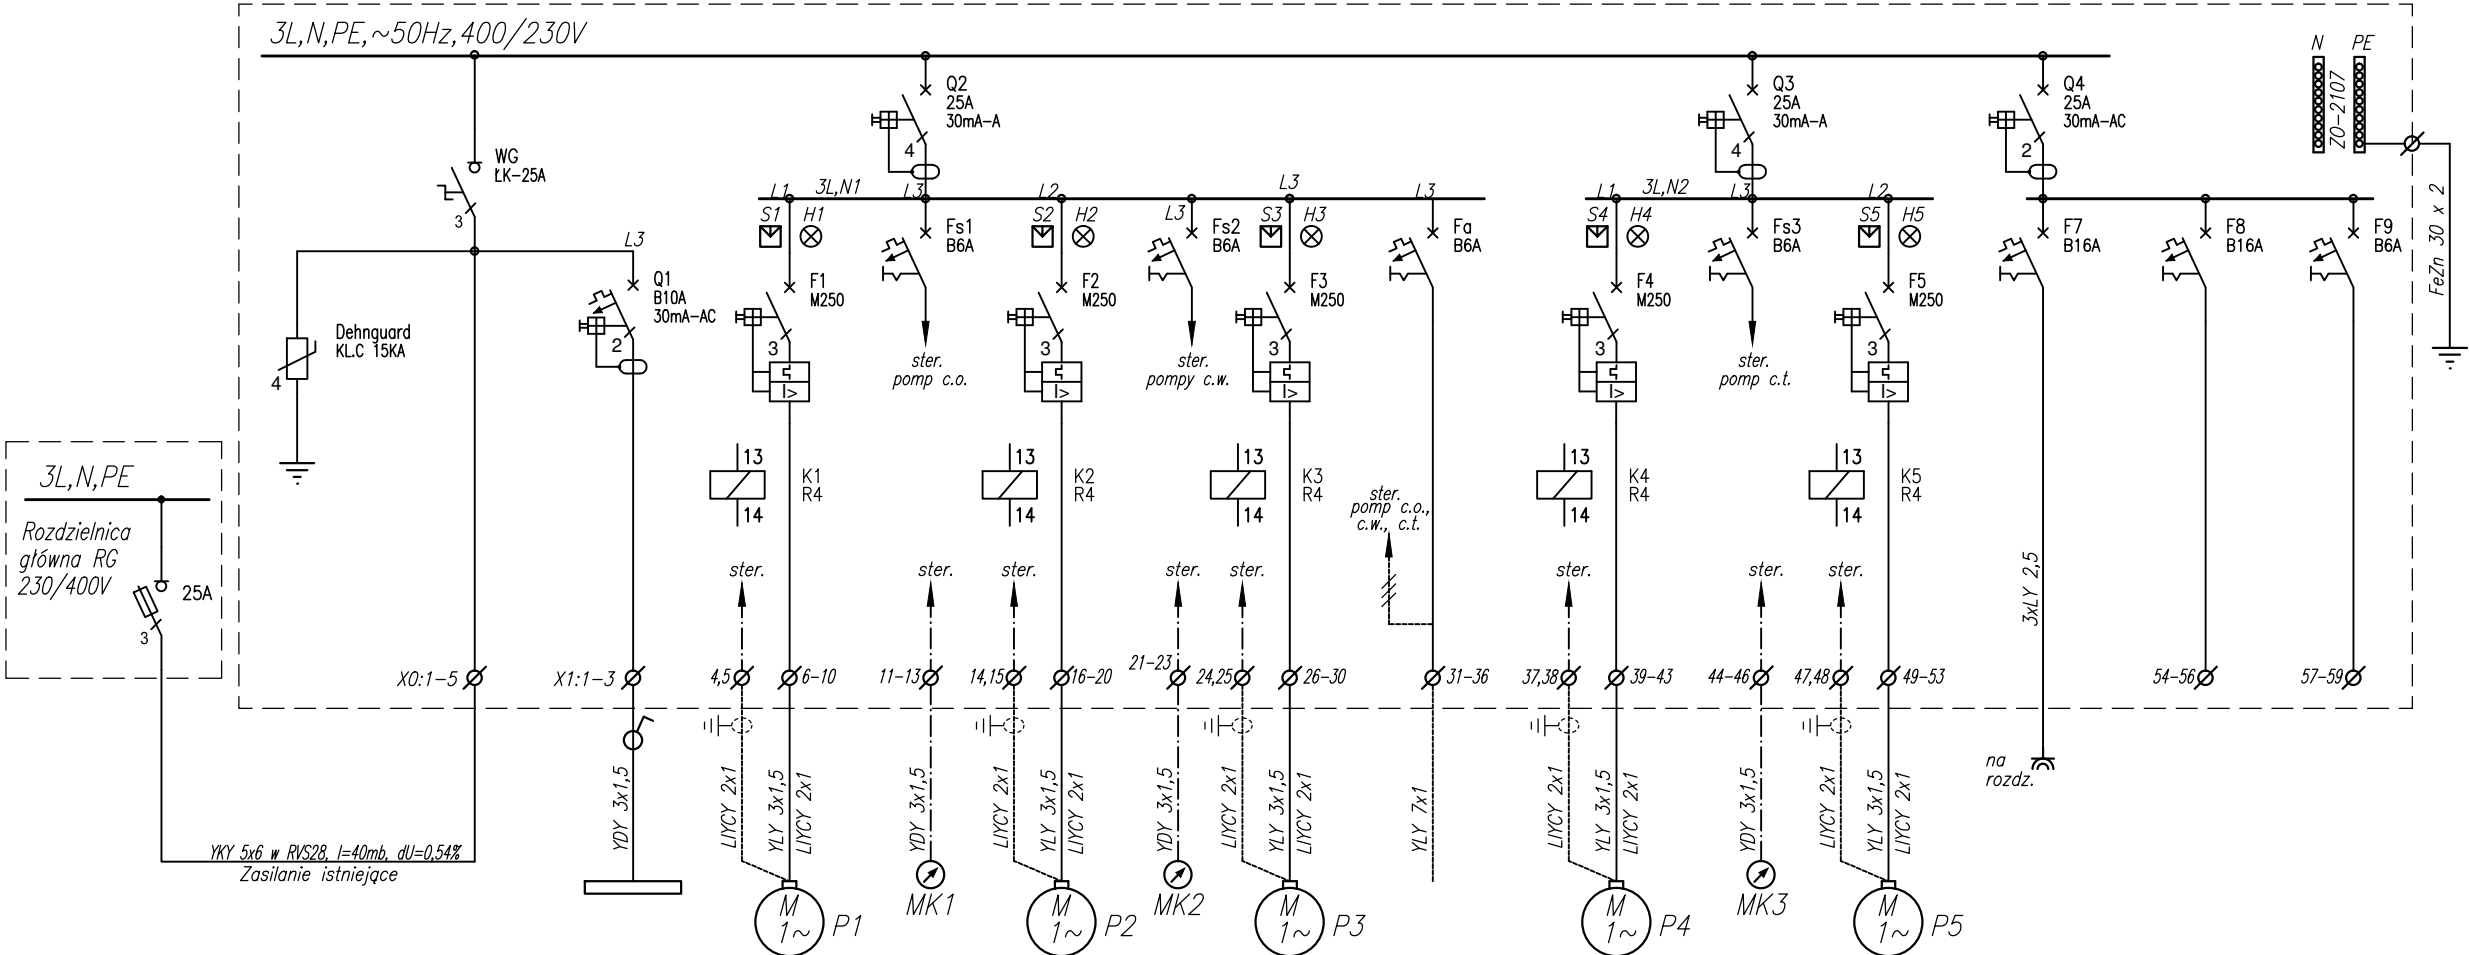 3L,N,PE,~50Hz,400/230V
N
PE
ZO-2107
FeZn 30 x 2
WG
ŁK-25A
3
Q2
25A
30mA-A
4
Q3
25A
30mA-A
4
Q4
25A
30mA-AC
2
L3
Q1
B10A
30mA-AC
2
Dehnguard
KL.C 15KA
4
L1
3L,N1
L3
L2
L3
L3
L3
S1
H1
Fs1
B6A
S2
H2
Fs2
B6A
S3
H3
Fa
B6A
L1
3L,N2
L3
L2
S4
H4
Fs3
B6A
S5
H5
F7
B16A
F8
B16A
F9
B6A
F1
M250
3
I>
F2
M250
3
I>
F3
M250
3
I>
F4
M250
3
I>
F5
M250
3
I>
ster.
pomp c.o.
ster.
pompy c.w.
ster.
pomp c.t.
13
14
K1
R4
13
14
K2
R4
13
14
K3
R4
13
14
K4
R4
13
14
K5
R4
ster.
pomp c.o.,
c.w., c.t.
3L,N,PE
Rozdzielnica
główna RG
230/400V
25A
3
ster.
ster.
ster.
ster.
ster.
ster.
ster.
ster.
3xLY 2,5
X0:1-5
X1:1-3
4,5
6-10
11-13
14,15
16-20
21-23
24,25
26-30
31-36
37,38
39-43
44-46
47,48
49-53
54-56
57-59
YDY 3x1,5
LIYCY 2x1
YLY 3x1,5
LIYCY 2x1
YDY 3x1,5
LIYCY 2x1
YLY 3x1,5
LIYCY 2x1
YDY 3x1,5
LIYCY 2x1
YLY 3x1,5
LIYCY 2x1
YLY 7x1
LIYCY 2x1
YLY 3x1,5
LIYCY 2x1
YDY 3x1,5
LIYCY 2x1
YLY 3x1,5
LIYCY 2x1
na
rozdz.
YKY 5x6 w RVS28, l=40mb, dU=0,54%
Zasilanie istniejące
M
1~
P1
MK1
M
1~
P2
MK2
M
1~
P3
M
1~
P4
MK3
M
1~
P5